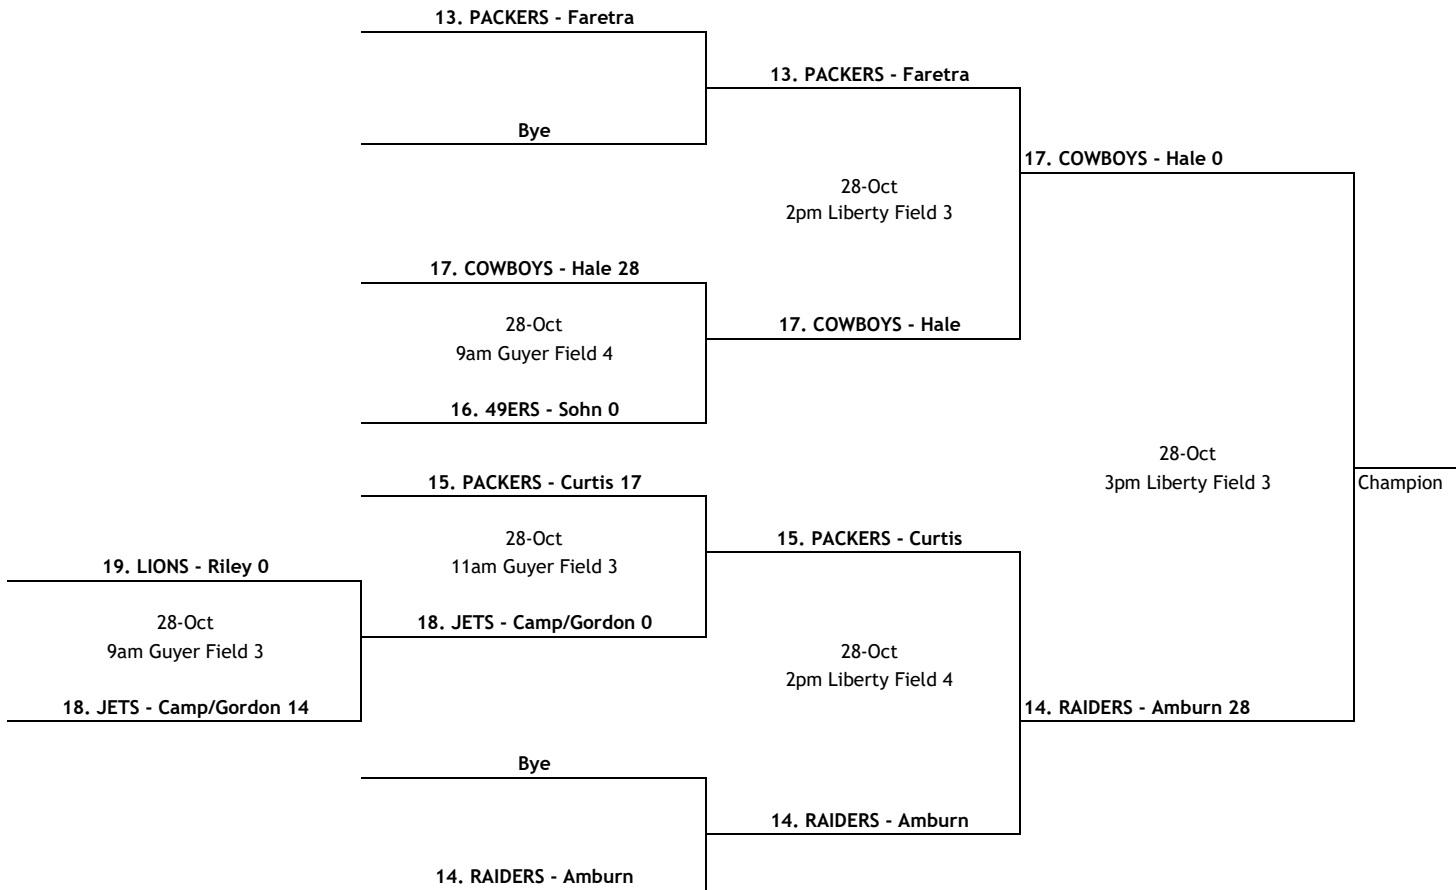 13. PACKERS - Faretra
13. PACKERS - Faretra
Bye
17. COWBOYS - Hale 0
28-Oct
2pm Liberty Field 3
17. COWBOYS - Hale 28
28-Oct
9am Guyer Field 4
17. COWBOYS - Hale
16. 49ERS - Sohn 0
28-Oct
3pm Liberty Field 3
Champion
15. PACKERS - Curtis 17
28-Oct
11am Guyer Field 3
15. PACKERS - Curtis
19. LIONS - Riley 0
28-Oct
9am Guyer Field 3
18. JETS - Camp/Gordon 0
28-Oct
2pm Liberty Field 4
18. JETS - Camp/Gordon 14
14. RAIDERS - Amburn 28
Bye
14. RAIDERS - Amburn
14. RAIDERS - Amburn